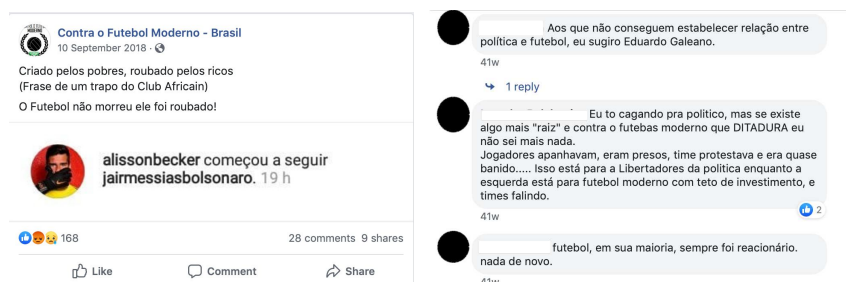 Contra o Futebol Moderno - Brasil
10 September 2018 ·
Criado pelos pobres, roubado pelos ricos
(Frase de um trapo do Club Africain)
O Futebol não morreu ele foi roubado!
alissonbecker começou a seguir
jairmessiasbolsonaro. 19 h
168
28 comments 9 shares
Like
Comment
Share
Aos que não conseguem estabelecer relação entre
política e futebol, eu sugiro Eduardo Galeano.
41w
1 reply
Eu to cagando pra politico, mas se existe
algo mais "raiz" e contra o futebas moderno que DITADURA eu
não sei mais nada.
Jogadores apanhavam, eram presos, time protestava e era quase
banido..... Isso está para a Libertadores da politica enquanto a
esquerda está para futebol moderno com teto de investimento, e
times falindo.
2
41w
futebol, em sua maioria, sempre foi reacionário.
nada de novo.
41w